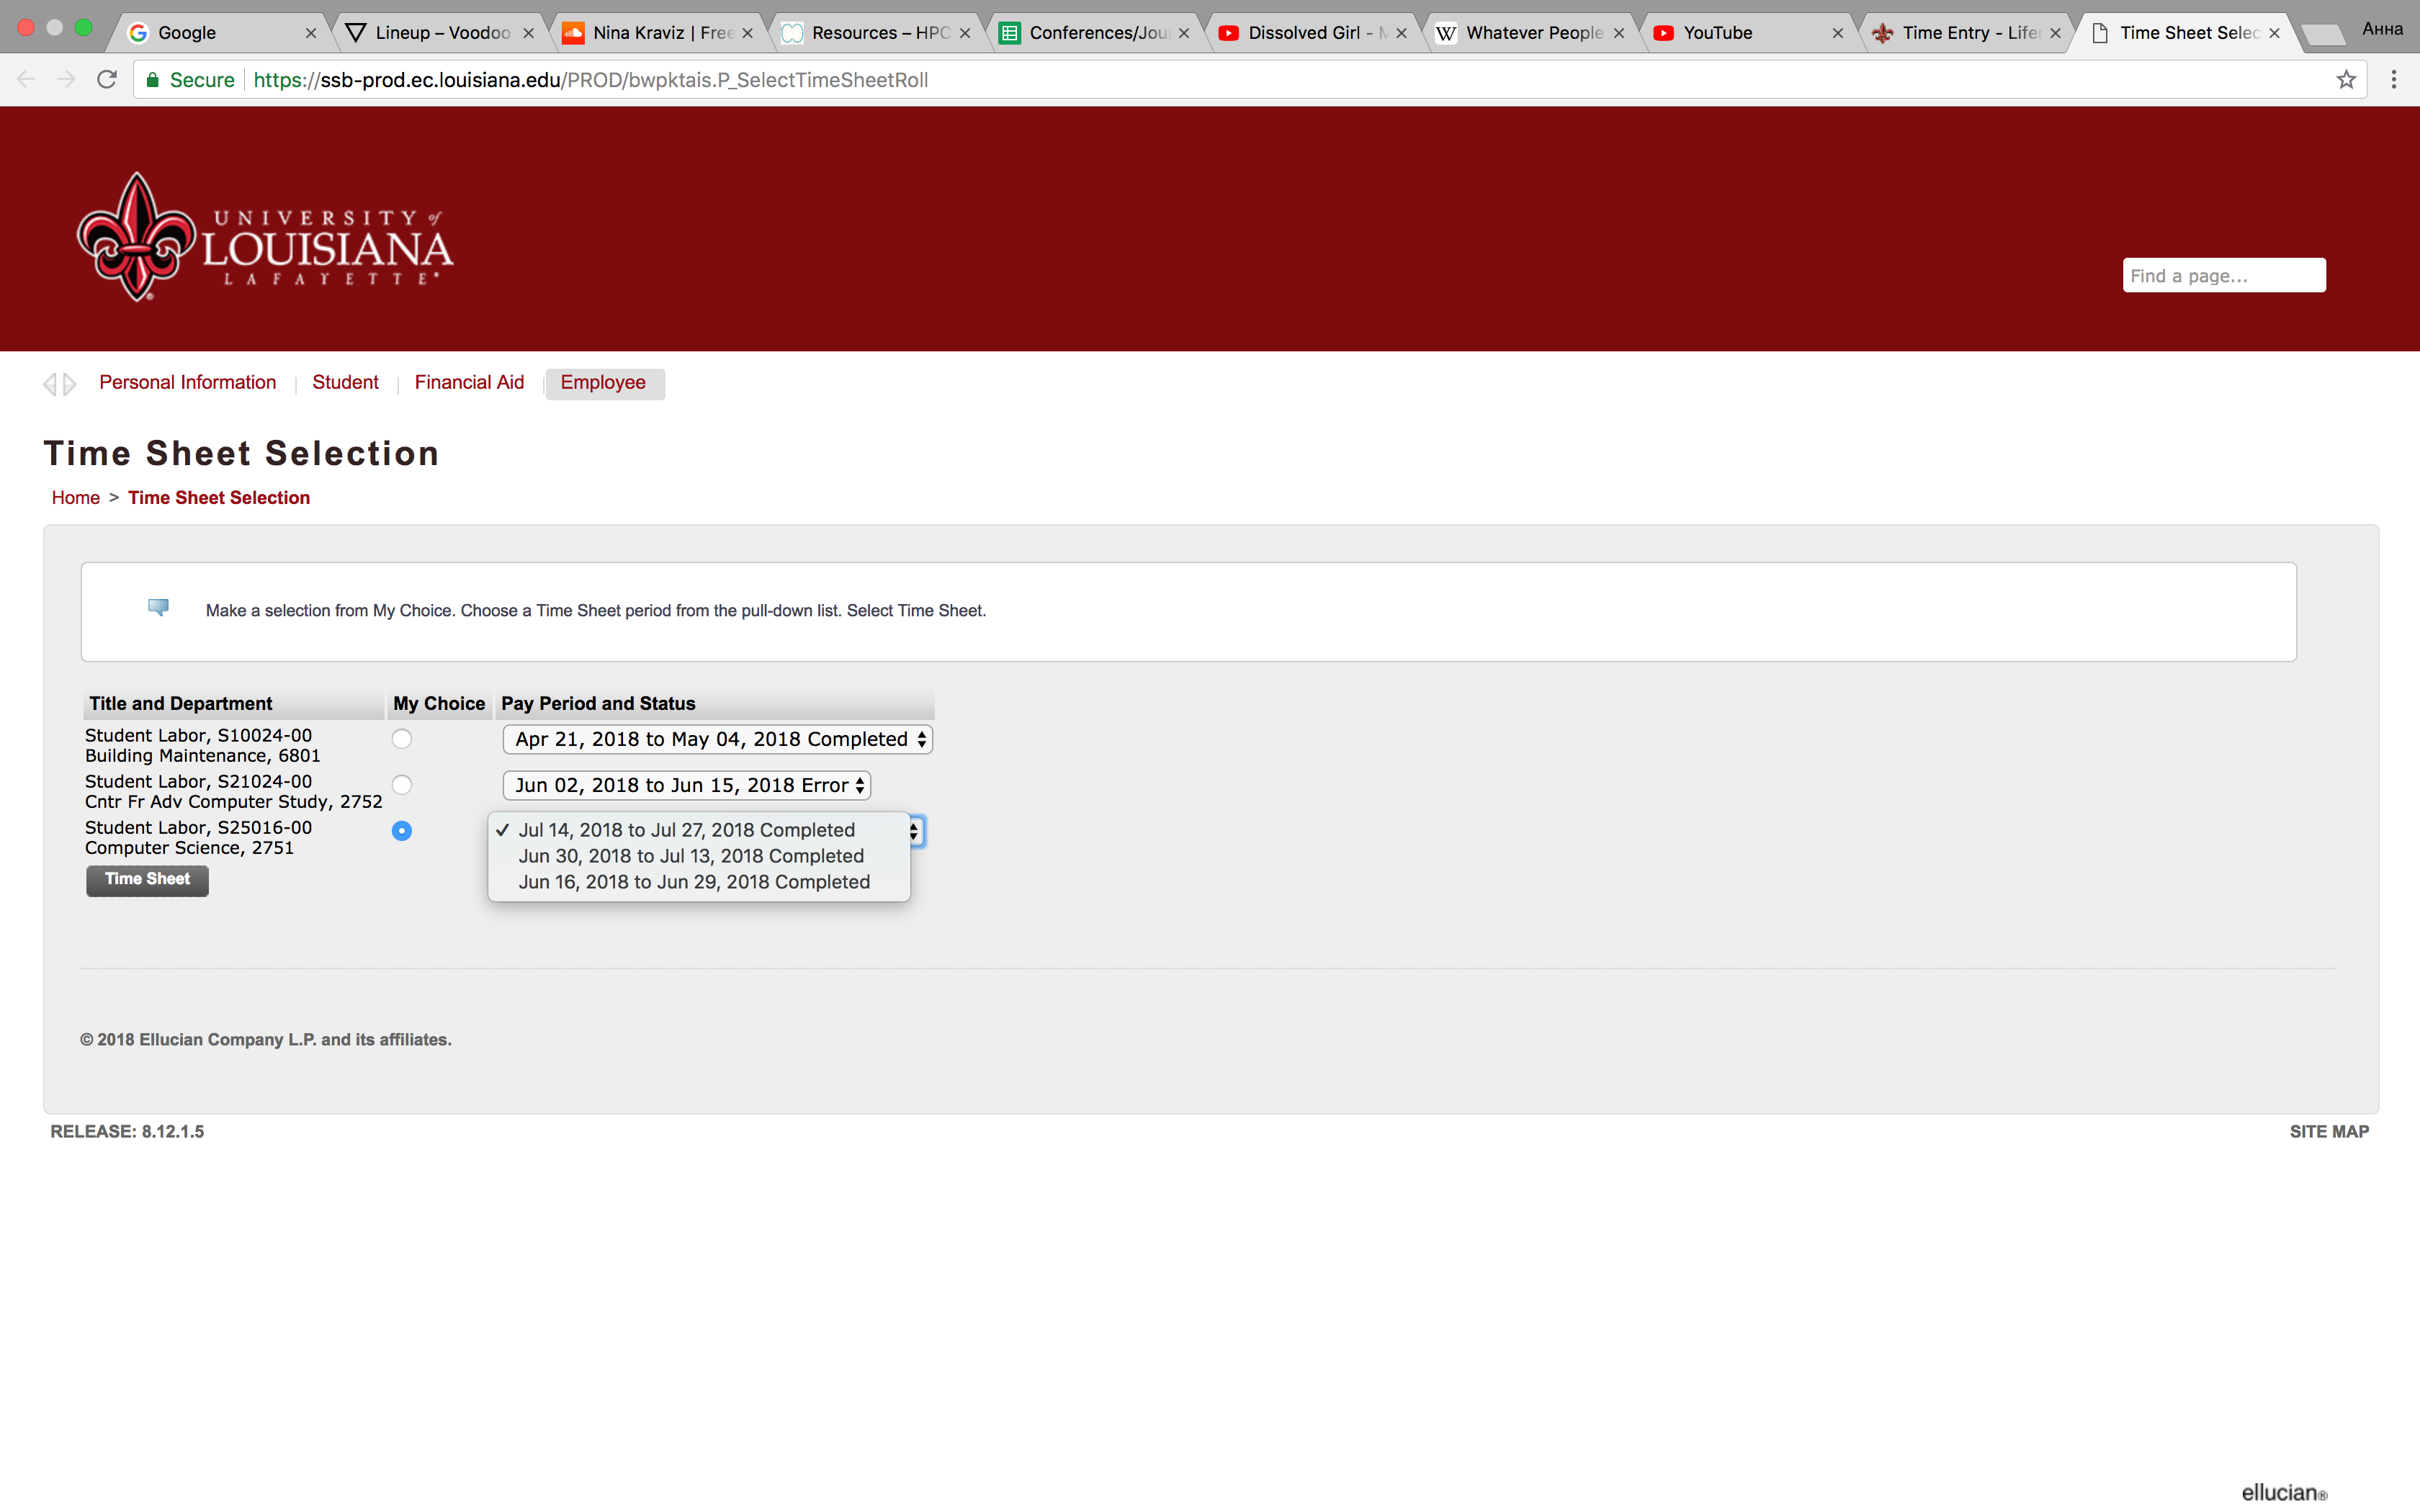 Google
Lineup – Voodoo
Nina Kraviz | Free
Resources – HPC
Conferences/Jou
Dissolved Girl - M
Whatever People
YouTube
Time Entry - Lifer
Time Sheet Selec
Анна
Secure
https://ssb-prod.ec.louisiana.edu/PROD/bwpktais.P_SelectTimeSheetRoll
UNIVERSITY of
LOUISIANA
LAFAYETTE®
Find a page...
Personal Information
Student
Financial Aid
Employee
Time Sheet Selection
Home > Time Sheet Selection
Make a selection from My Choice. Choose a Time Sheet period from the pull-down list. Select Time Sheet.
Title and Department My Choice Pay Period and Status
Student Labor, S10024-00
Building Maintenance, 6801
Apr 21, 2018 to May 04, 2018 Completed
Student Labor, S21024-00
Cntr Fr Adv Computer Study, 2752
Jun 02, 2018 to Jun 15, 2018 Error
Student Labor, S25016-00
Computer Science, 2751
✓ Jul 14, 2018 to Jul 27, 2018 Completed
Jun 30, 2018 to Jul 13, 2018 Completed
Jun 16, 2018 to Jun 29, 2018 Completed
Time Sheet
© 2018 Ellucian Company L.P. and its affiliates.
RELEASE: 8.12.1.5
SITE MAP
ellucian®